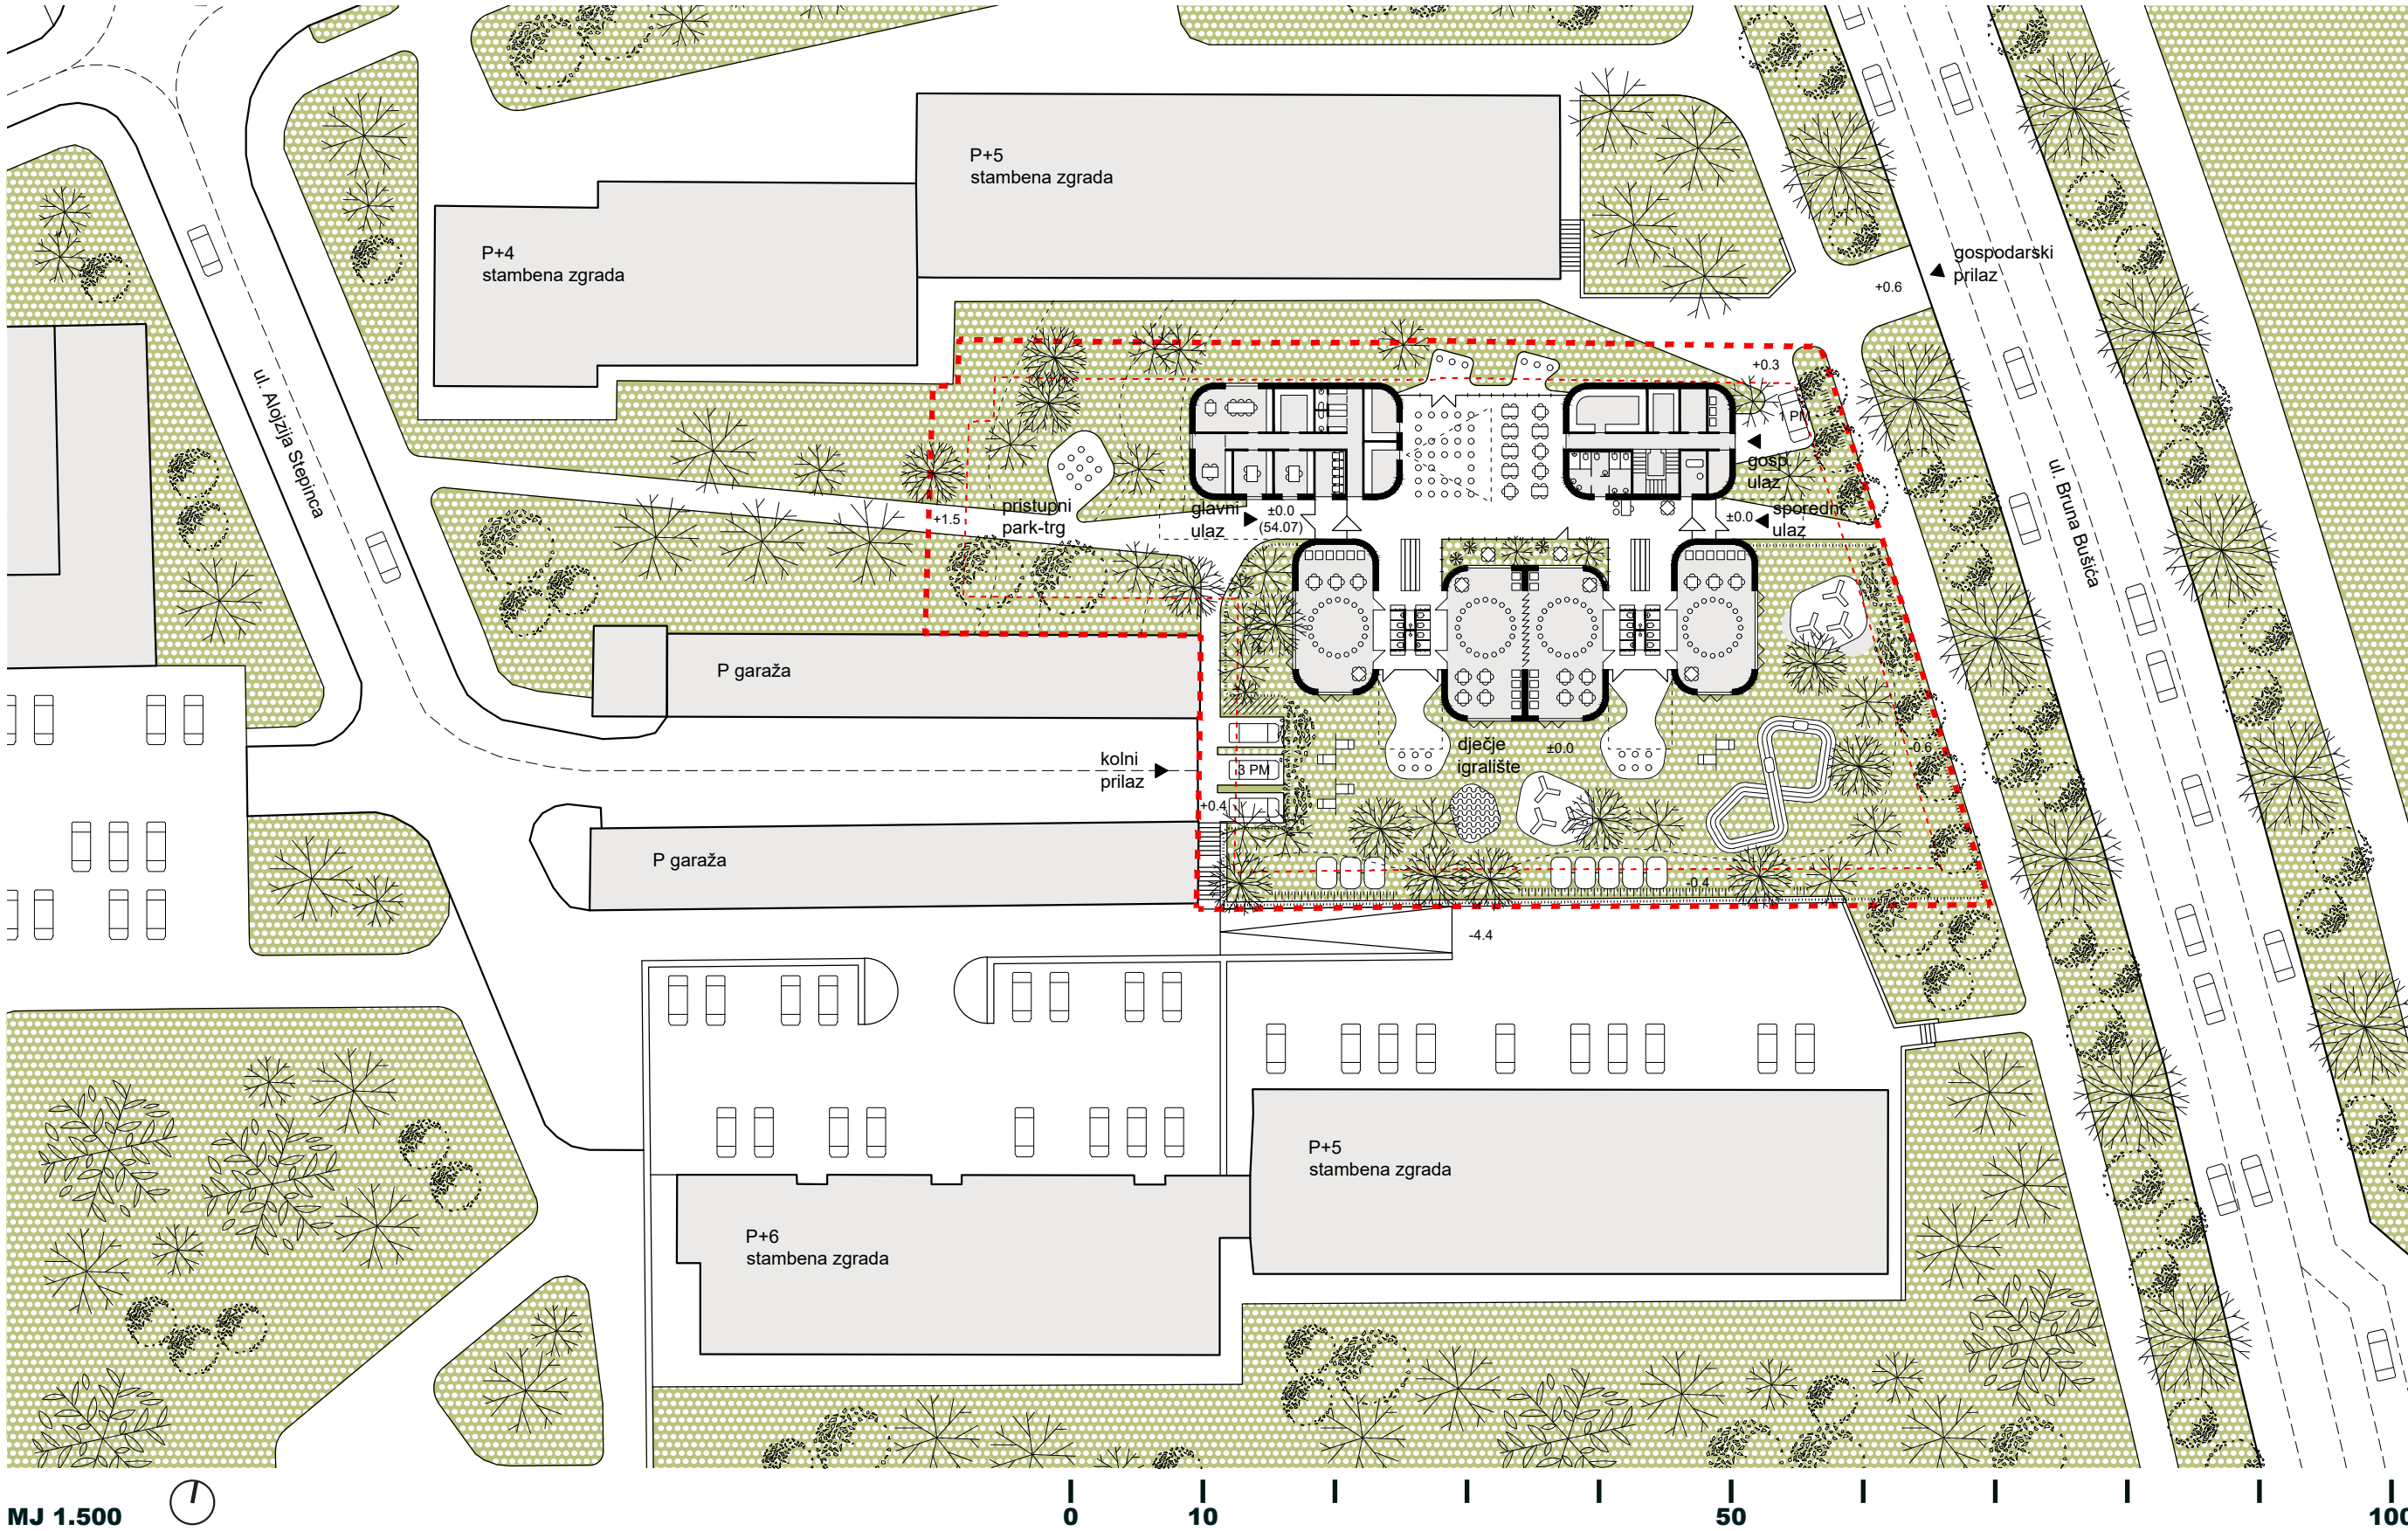 P+5
stambena zgrada
P+4
stambena zgrada
gospodarski
prilaz
+0.6
ul. Alojzija Stepinca
+0.3
1 PM
gosp.
ulaz
ul. Bruna Bušića
pristupni
park-trg
+1.5
glavni
ulaz
±0.0
(54.07)
±0.0
sporedni
ulaz
P garaža
dječje
igralište
±0.0
-0.6
kolni
prilaz
3 PM
+0.4
P garaža
-0.4
-4.4
P+5
stambena zgrada
P+6
stambena zgrada
MJ 1.500
0
10
50
100